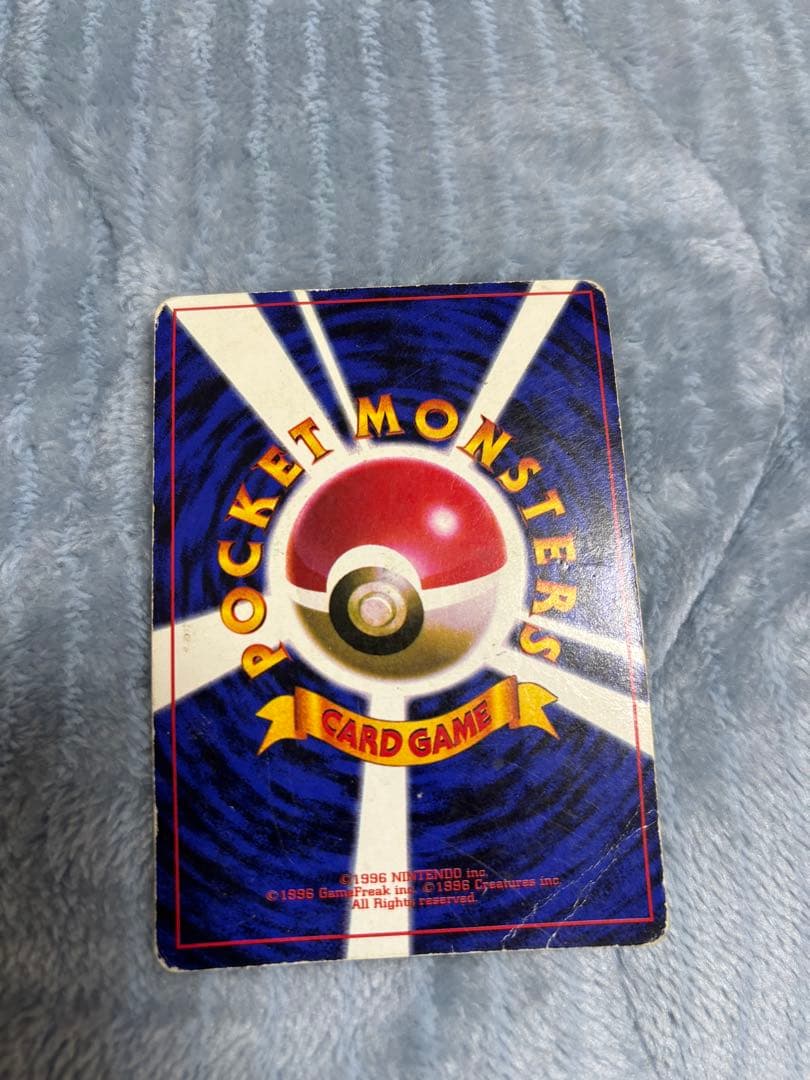 POCKET MONSTERS
CARD GAME
©1996 NINTENDO inc.
©1996 GameFreak inc. ©1996 Creatures inc.
All Rights reserved.